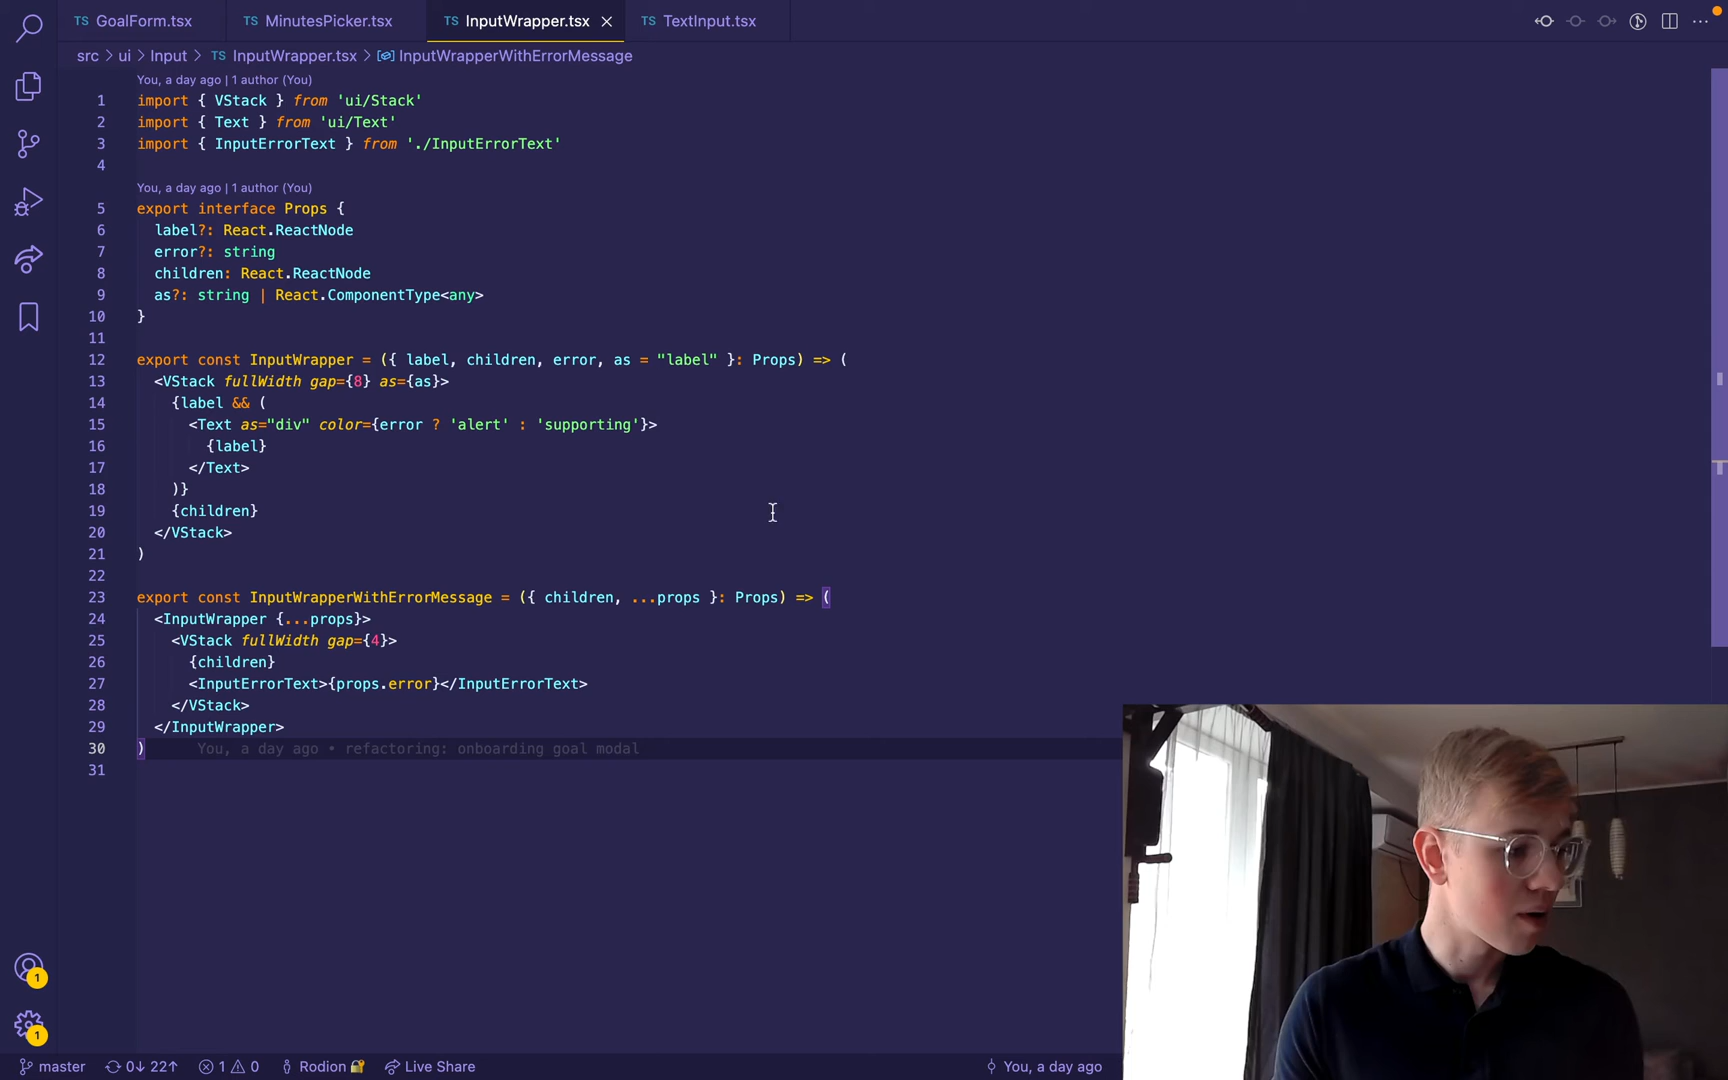 TS GoalForm.tsx TS MinutesPicker.tsx TS InputWrapper.tsx TS TextInput.tsx
src > ui > Input > TS InputWrapper.tsx > InputWrapperWithErrorMessage
You, a day ago | 1 author (You)
1 import { VStack } from 'ui/Stack'
2 import { Text } from 'ui/Text'
3 import { InputErrorText } from './InputErrorText'
4
You, a day ago | 1 author (You)
5 export interface Props {
6 label?: React.ReactNode
7 error?: string
8 children: React.ReactNode
9 as?: string | React.ComponentType<any>
10 }
11
12 export const InputWrapper = ({ label, children, error, as = "label" }: Props) => (
13 <VStack fullWidth gap={8} as={as}>
14 {label && (
15 <Text as="div" color={error ? 'alert' : 'supporting'}>
16 {label}
17 </Text>
18 )}
19 {children}
20 </VStack>
21 )
22
23 export const InputWrapperWithErrorMessage = ({ children, ...props }: Props) => (
24 <InputWrapper {...props}>
25 <VStack fullWidth gap={4}>
26 {children}
27 <InputErrorText>{props.error}</InputErrorText>
28 </VStack>
29 </InputWrapper>
30 ) You, a day ago • refactoring: onboarding goal modal
31
1
1
master 0↓ 22↑ 1 0 Rodion Live Share You, a day ago